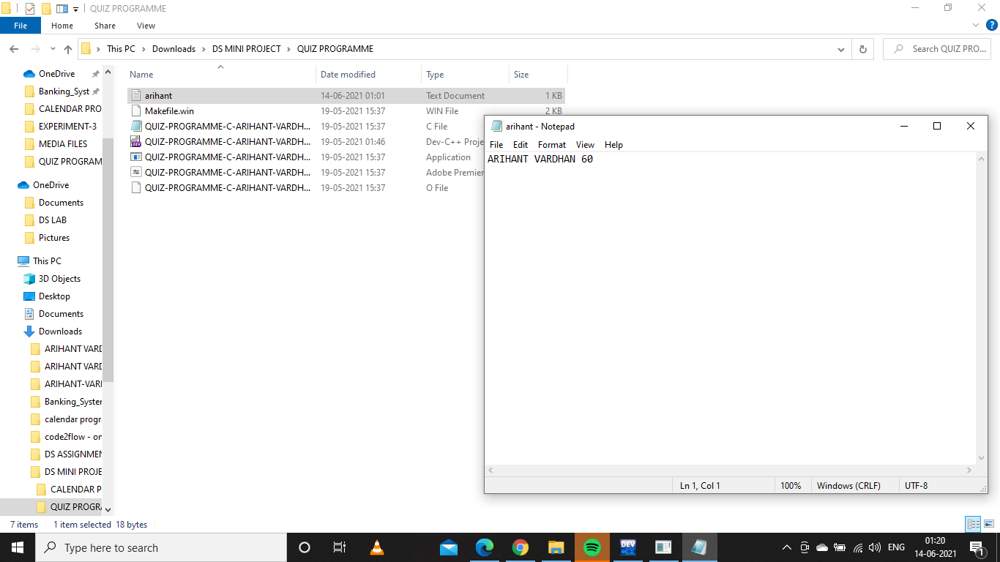 QUIZ PROGRAMME
File Home Share View
This PC Downloads DS MINI PROJECT QUIZ PROGRAMME
Search QUIZ PRO...
OneDrive
Banking_Syst
CALENDAR PRO
EXPERIMENT-3
MEDIA FILES
QUIZ PROGRAM
OneDrive
Documents
DS LAB
Pictures
This PC
3D Objects
Desktop
Documents
Downloads
ARIHANT VARD
ARIHANT VARD
ARIHANT-VARI
Banking_System
calendar progr
code2flow - on
DS ASSIGNMEN
DS MINI PROJE
CALENDAR P
QUIZ PROGRA
Name Date modified Type Size
arihant 14-06-2021 01:01 Text Document 1 KB
Makefile.win 19-05-2021 15:37 WIN File 2 KB
QUIZ-PROGRAMME-C-ARIHANT-VARDH... 19-05-2021 15:37 C File
QUIZ-PROGRAMME-C-ARIHANT-VARDH... 19-05-2021 01:46 Dev-C++ Proje
QUIZ-PROGRAMME-C-ARIHANT-VARDH... 19-05-2021 15:37 Application
QUIZ-PROGRAMME-C-ARIHANT-VARDH... 19-05-2021 15:37 Adobe Premier
QUIZ-PROGRAMME-C-ARIHANT-VARDH... 19-05-2021 15:37 O File
arihant - Notepad
File Edit Format View Help
ARIHANT VARDHAN 60
Ln 1, Col 1 100% Windows (CRLF) UTF-8
7 items 1 item selected 18 bytes
Type here to search
DEV
ENG
01:20
14-06-2021
1